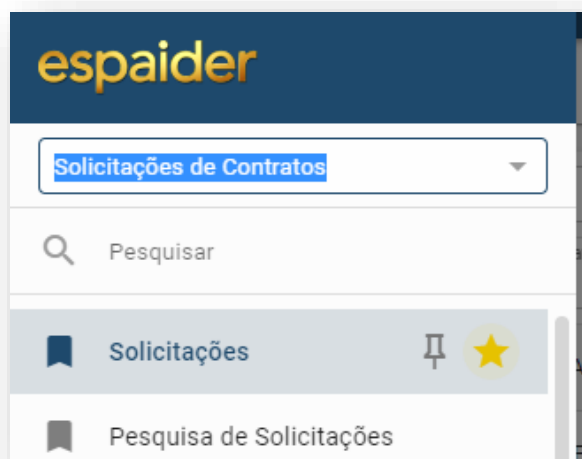 espaider
Solicitações de Contratos
Pesquisar
Solicitações
Pesquisa de Solicitações